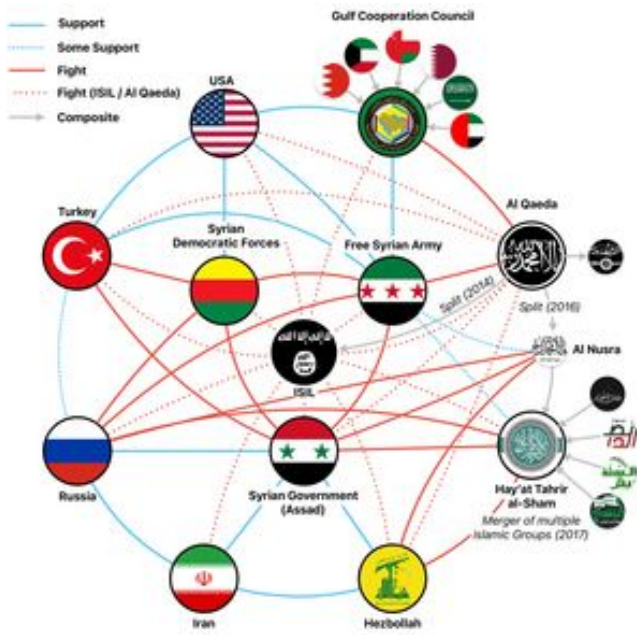 Support
Some Support
Fight
Fight (ISIL / Al Qaeda)
Composite
Gulf Cooperation Council
USA
Turkey
Syrian
Democratic Forces
Free Syrian Army
Al Qaeda
Split (2014)
Split (2016)
Al Nusra
ISIL
Russia
Syrian Government
(Assad)
Hay'at Tahrir
al-Sham
Merger of multiple
Islamic Groups (2017)
Iran
Hezbollah